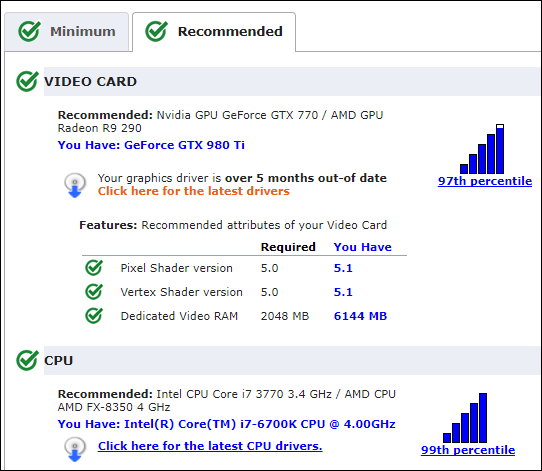 Minimum
Recommended
VIDEO CARD
Recommended: Nvidia GPU GeForce GTX 770 / AMD GPU
Radeon R9 290
You Have: GeForce GTX 980 Ti
97th percentile
Your graphics driver is over 5 months out-of date
Click here for the latest drivers
Features: Recommended attributes of your Video Card
Required You Have
Pixel Shader version 5.0 5.1
Vertex Shader version 5.0 5.1
Dedicated Video RAM 2048 MB 6144 MB
CPU
Recommended: Intel CPU Core i7 3770 3.4 GHz / AMD CPU
AMD FX-8350 4 GHz
You Have: Intel(R) Core(TM) i7-6700K CPU @ 4.00GHz
Click here for the latest CPU drivers.
99th percentile